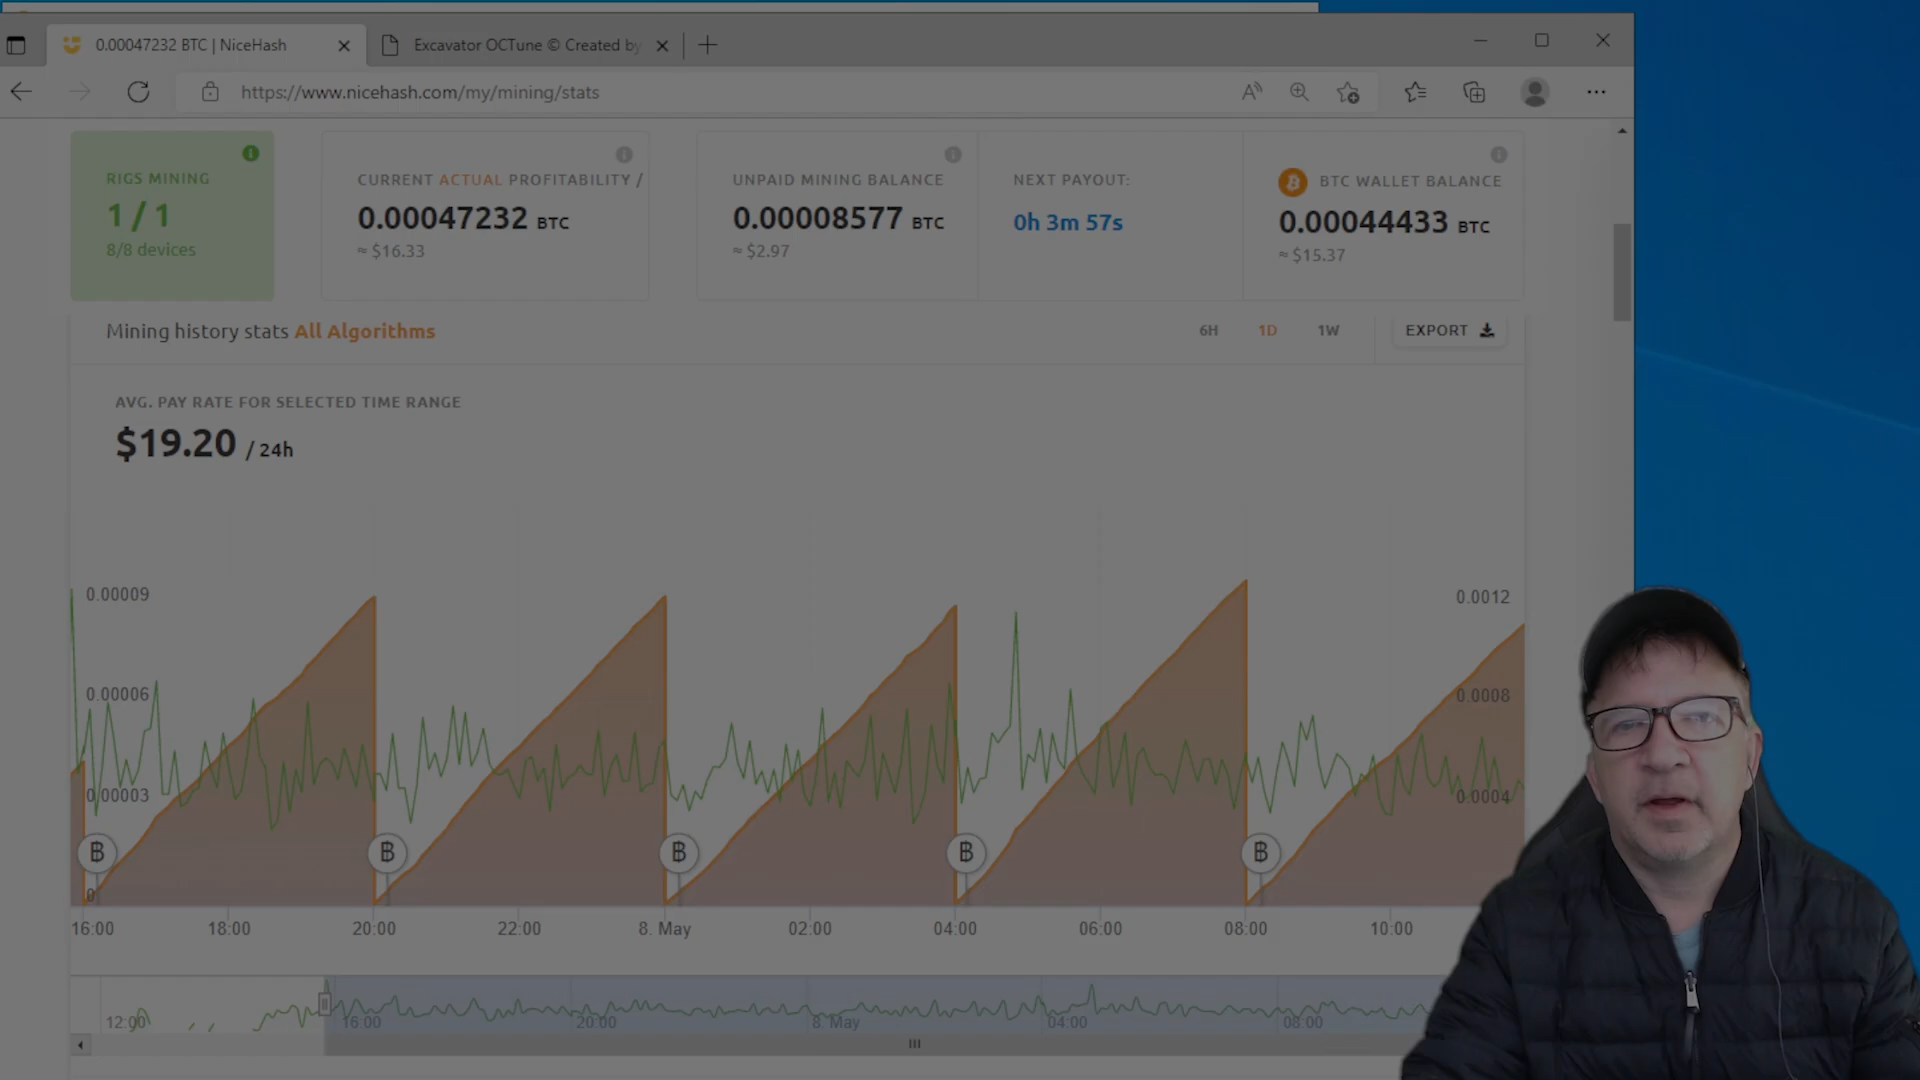 0.00047232 BTC | NiceHash
Excavator OCTune © Created by
https://www.nicehash.com/my/mining/stats
RIGS MINING
1 / 1
8/8 devices
CURRENT ACTUAL PROFITABILITY /
0.00047232 BTC
≈ $16.33
UNPAID MINING BALANCE
0.00008577 BTC
≈ $2.97
NEXT PAYOUT:
0h 3m 57s
BTC WALLET BALANCE
0.00044433 BTC
≈ $15.37
Mining history stats All Algorithms
6H 1D 1W EXPORT
AVG. PAY RATE FOR SELECTED TIME RANGE
$19.20 / 24h
0.00009 0.0012
0.00006 0.0008
0.00003 0.0004
0
16:00 18:00 20:00 22:00 8. May 02:00 04:00 06:00 08:00 10:00
12:00 16:00 20:00 8. May 04:00 08:00